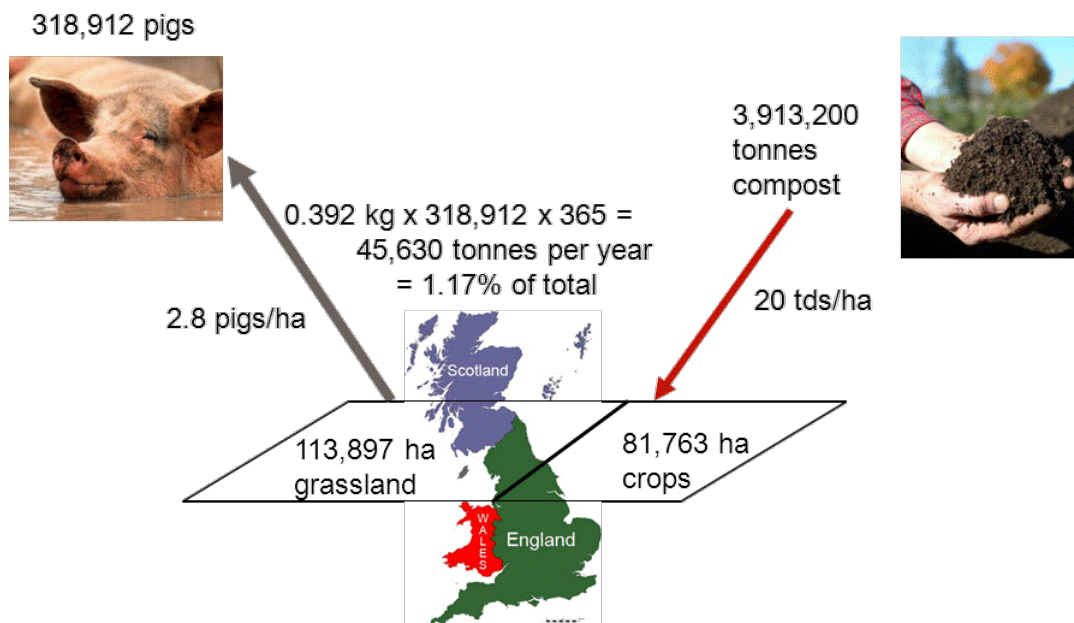 318,912 pigs
3,913,200
tonnes
compost
0.392 kg x 318,912 x 365 =
45,630 tonnes per year
= 1.17% of total
2.8 pigs/ha
20 tds/ha
Scotland
113,897 ha
grassland
81,763 ha
crops
WALES
England